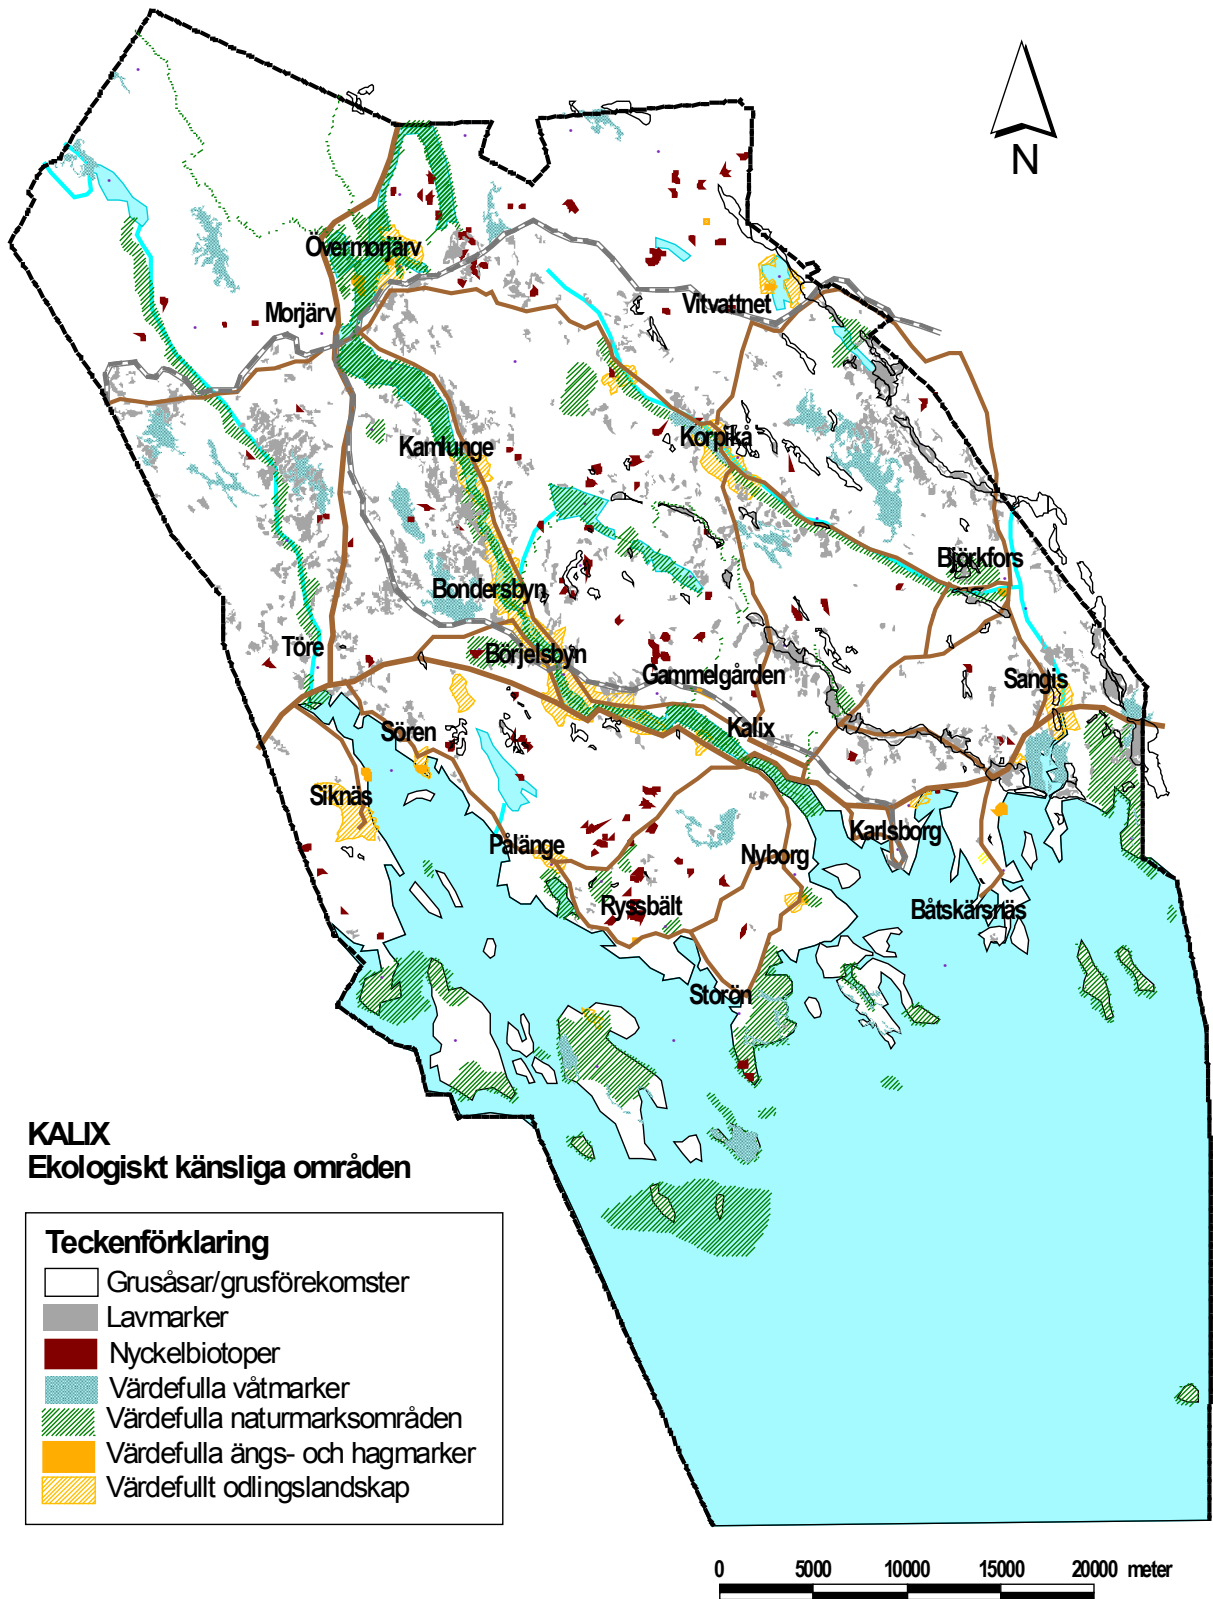 N
Övermorjärv
Morjärv
Vitvattnet
Kamlunge
Korpikå
Björkfors
Bondersbyn
Töre
Börjelsbyn
Gammelgården
Sangis
Sören
Kalix
Siknäs
Pålänge
Karlsborg
Nyborg
Ryssbält
Båtskärsnäs
Storön
KALIX
Ekologiskt känsliga områden
Teckenförklaring
Grusåsar/grusförekomster
Lavmarker
Nyckelbiotoper
Värdefulla våtmarker
Värdefulla naturmarksområden
Värdefulla ängs- och hagmarker
Värdefullt odlingslandskap
0 5000 10000 15000 20000 meter